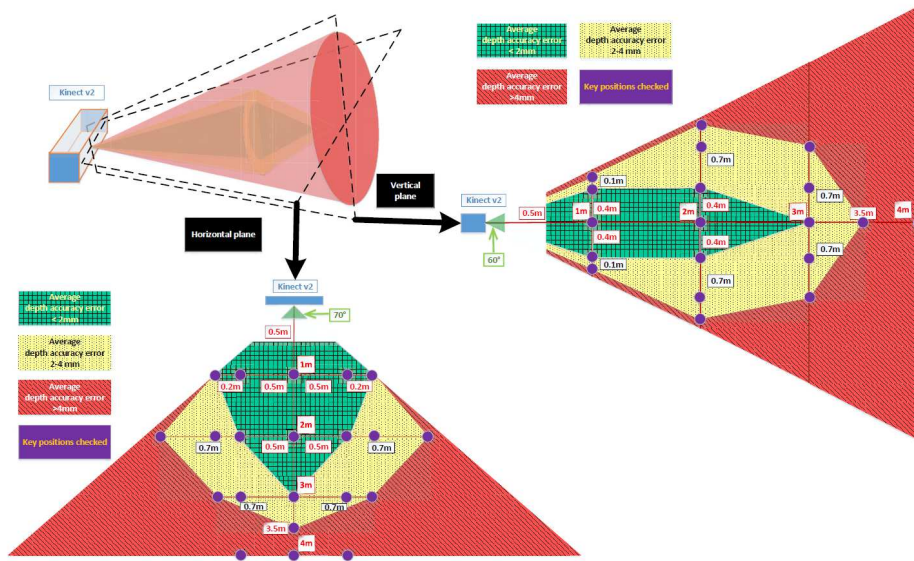 Kinect v2
Vertical
plane
Horizontal plane
Average
depth accuracy error
<2mm
Average
depth accuracy error
2-4 mm
Average
depth accuracy error
>4mm
Key positions checked
Kinect v2
60°
0.5m
1m
2m
3m
3.5m
4m
0.1m
0.4m
0.4m
0.1m
0.7m
0.4m
0.4m
0.7m
0.7m
0.7m
Kinect v2
70°
0.5m
1m
0.2m
0.5m
0.5m
0.2m
2m
0.7m
0.5m
0.5m
0.7m
3m
0.7m
0.7m
3.5m
4m
Average
depth accuracy error
<2mm
Average
depth accuracy error
2-4 mm
Average
depth accuracy error
>4mm
Key positions checked